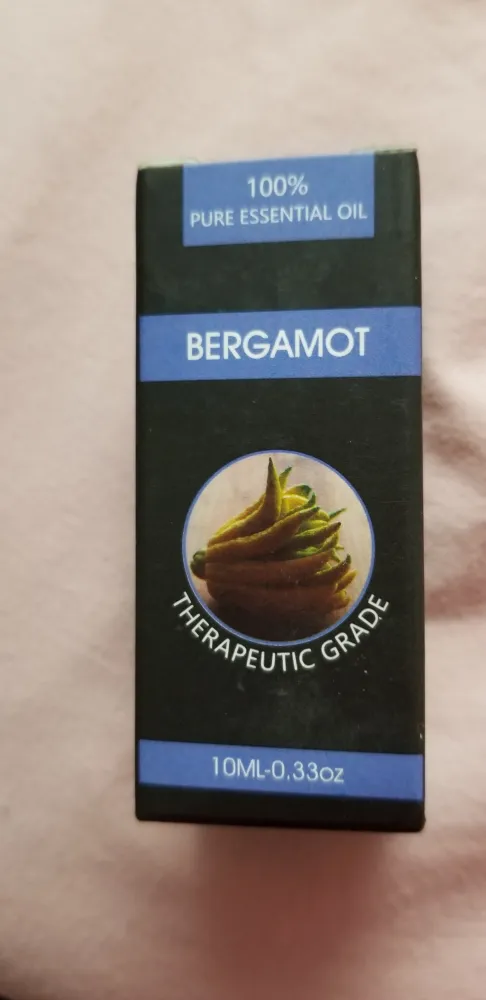 100%
PURE ESSENTIAL OIL
BERGAMOT
THERAPEUTIC GRADE
10ML-0.33oz